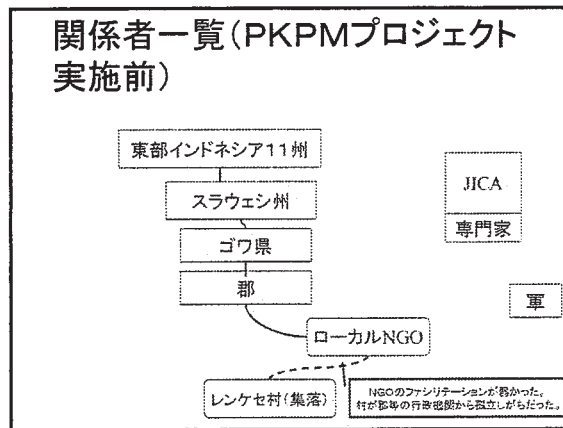 関係者一覧(PKPMプロジェクト
実施前)
東部インドネシア11州
スラウェシ州
ゴワ県
郡
ローカルNGO
レンケセ村(集落)
JICA
専門家
軍
NGOのファシリテーションが弱かった。
村が郡等の行政機関から孤立しがちだった。